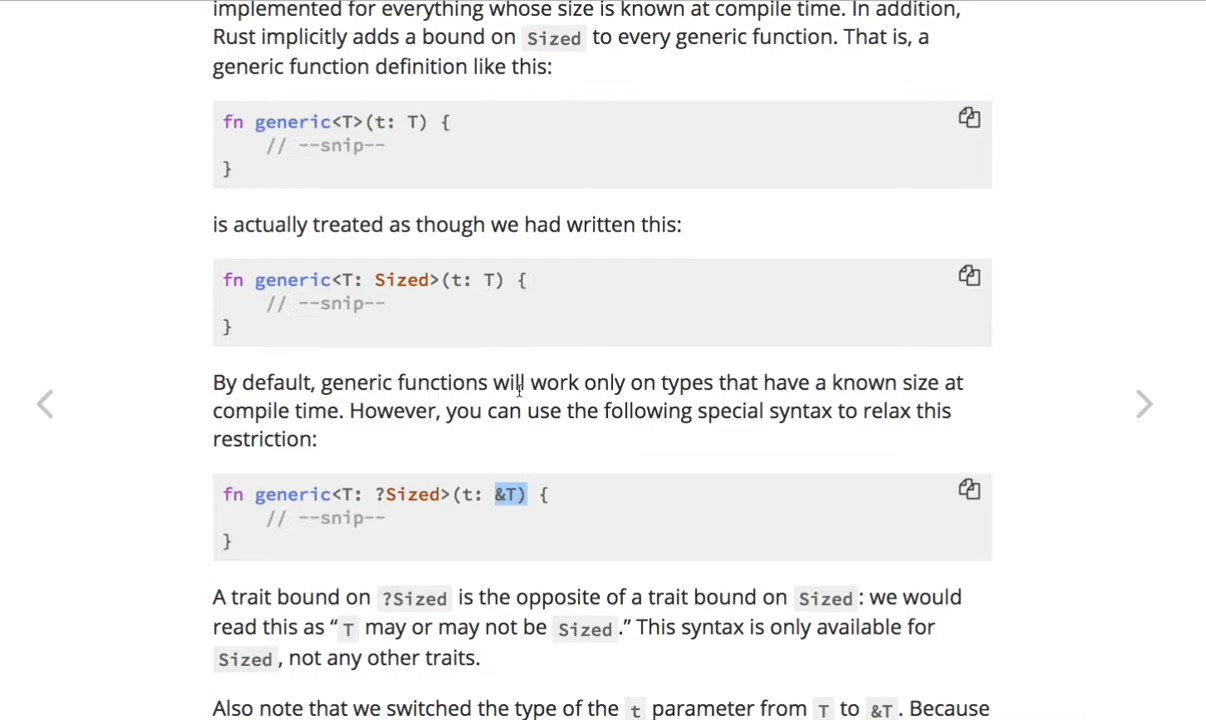 implemented for everything whose size is known at compile time. In addition,
Rust implicitly adds a bound on Sized to every generic function. That is, a
generic function definition like this:
fn generic<T>(t: T) {
    // --snip--
}
is actually treated as though we had written this:
fn generic<T: Sized>(t: T) {
    // --snip--
}
By default, generic functions will work only on types that have a known size at
compile time. However, you can use the following special syntax to relax this
restriction:
fn generic<T: ?Sized>(t: &T) {
    // --snip--
}
A trait bound on ?Sized is the opposite of a trait bound on Sized: we would
read this as “T may or may not be Sized.” This syntax is only available for
Sized, not any other traits.
Also note that we switched the type of the t parameter from T to &T. Because